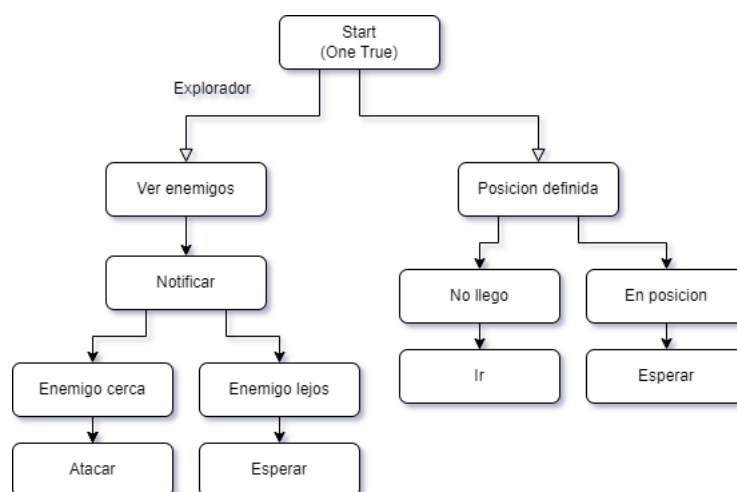 Start
(One True)
Explorador
Ver enemigos
Posicion definida
Notificar
No llego
En posicion
Enemigo cerca
Enemigo lejos
Ir
Esperar
Atacar
Esperar